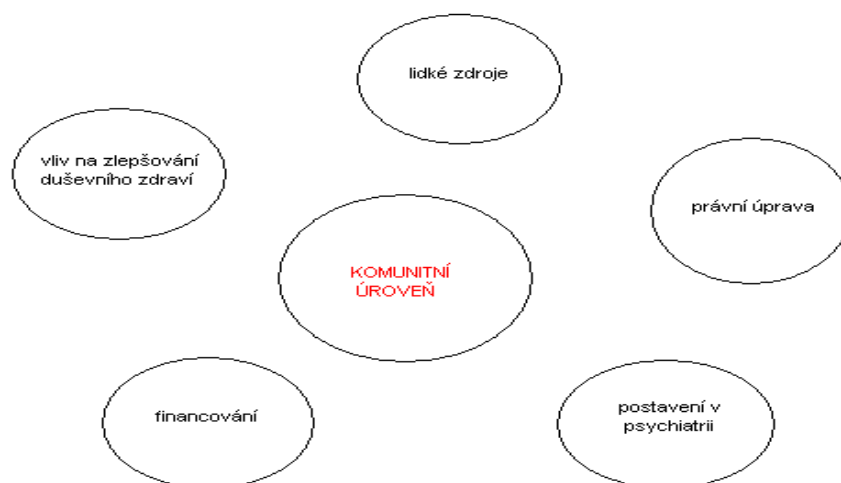 lidké zdroje
vliv na zlepšování
duševního zdraví
právní úprava
KOMUNITNÍ
ÚROVEŇ
financování
postavení v
psychiatrii